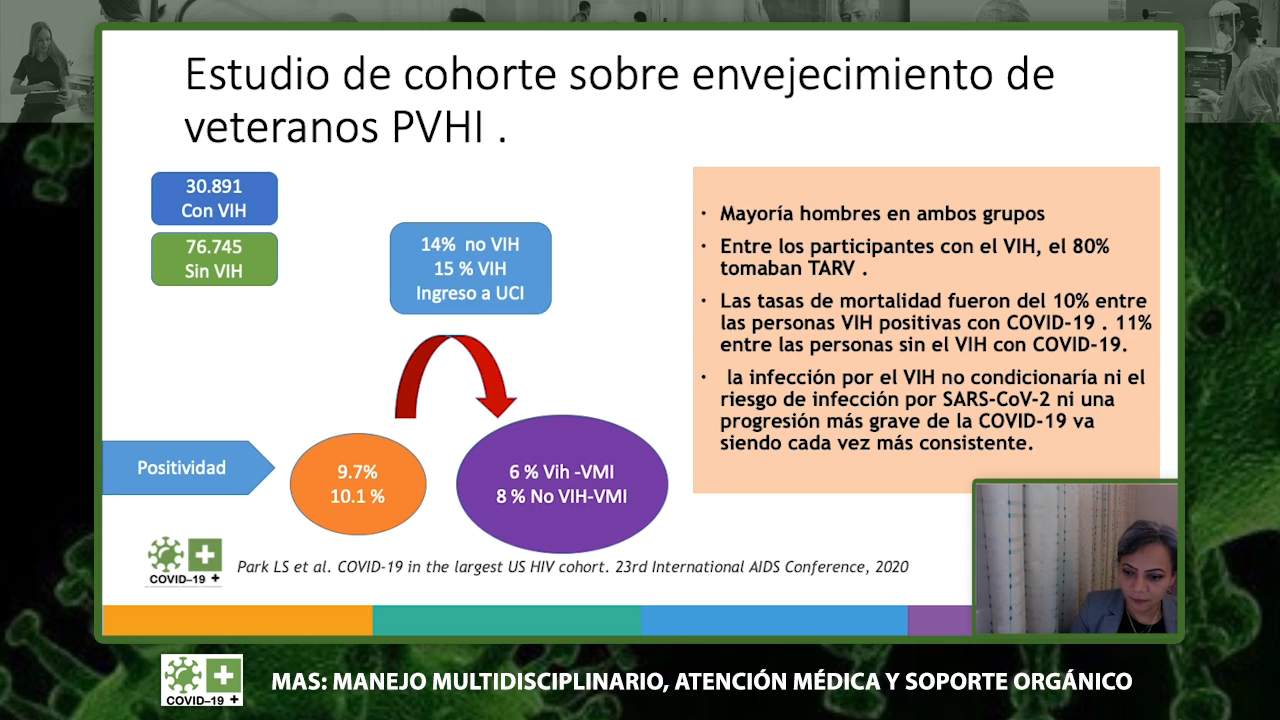 Estudio de cohorte sobre envejecimiento de
veteranos PVHI .
30.891
Con VIH
76.745
Sin VIH
14%  no VIH
15 % VIH
Ingreso a UCI
Positividad
9.7%
10.1 %
6 % Vih -VMI
8 % No VIH-VMI
· Mayoría hombres en ambos grupos
· Entre los participantes con el VIH, el 80%
tomaban TARV .
· Las tasas de mortalidad fueron del 10% entre
las personas VIH positivas con COVID-19 . 11%
entre las personas sin el VIH con COVID-19.
· la infección por el VIH no condicionaría ni el
riesgo de infección por SARS-CoV-2 ni una
progresión más grave de la COVID-19 va
siendo cada vez más consistente.
COVID-19 +
Park LS et al. COVID-19 in the largest US HIV cohort. 23rd International AIDS Conference, 2020
COVID-19 +
MAS: MANEJO MULTIDISCIPLINARIO, ATENCIÓN MÉDICA Y SOPORTE ORGÁNICO